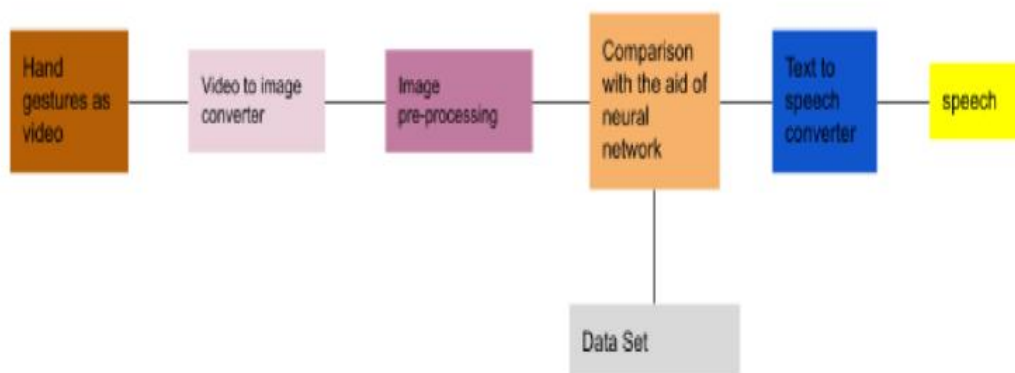 Hand
gestures as
video
Video to image
converter
Image
pre-processing
Comparison
with the aid of
neural
network
Text to
speech
converter
speech
Data Set